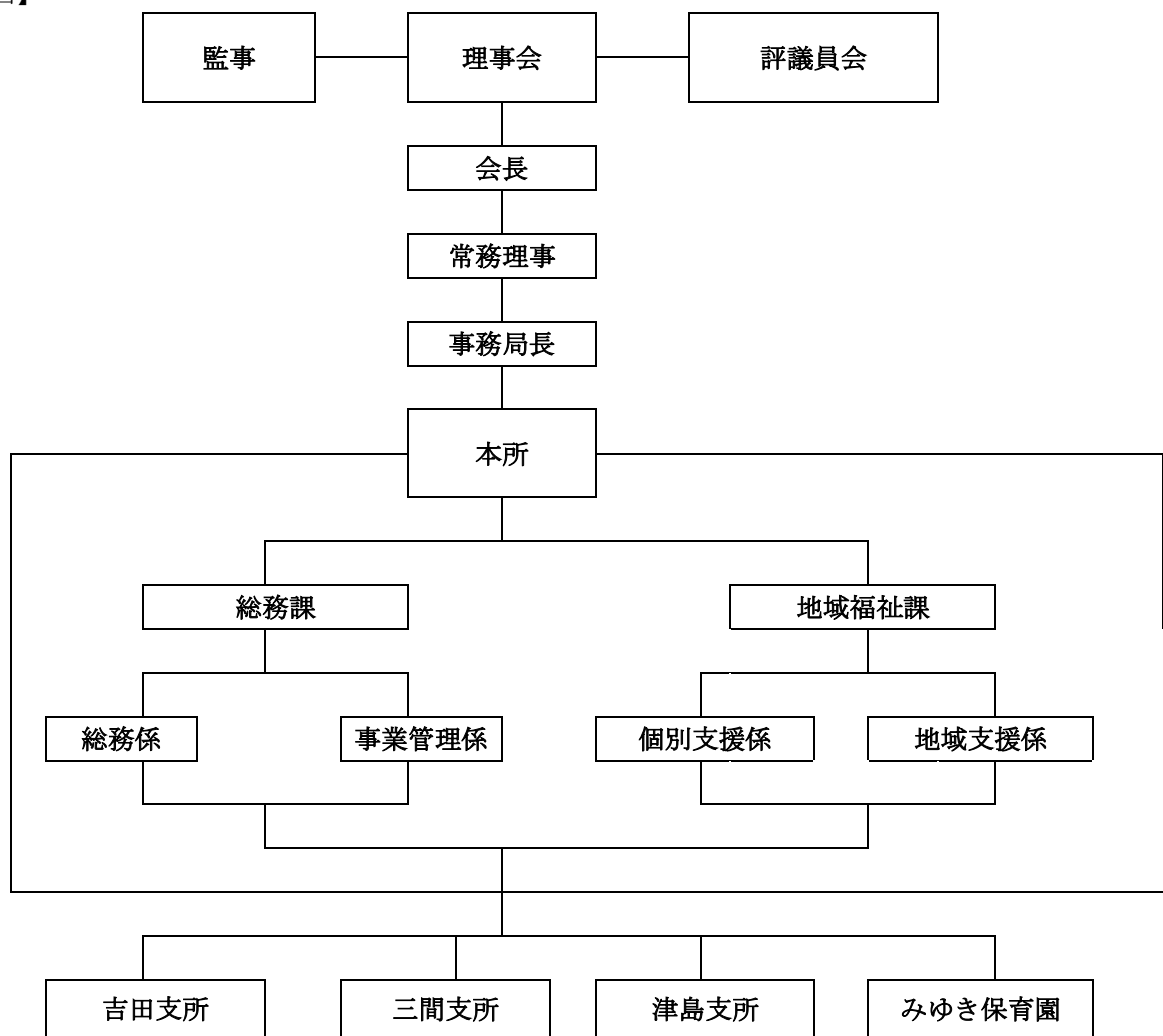 監事 理事会 評議員会
会長
常務理事
事務局長
本所
総務課 地域福祉課
総務係 事業管理係 個別支援係 地域支援係
吉田支所 三間支所 津島支所 みゆき保育園